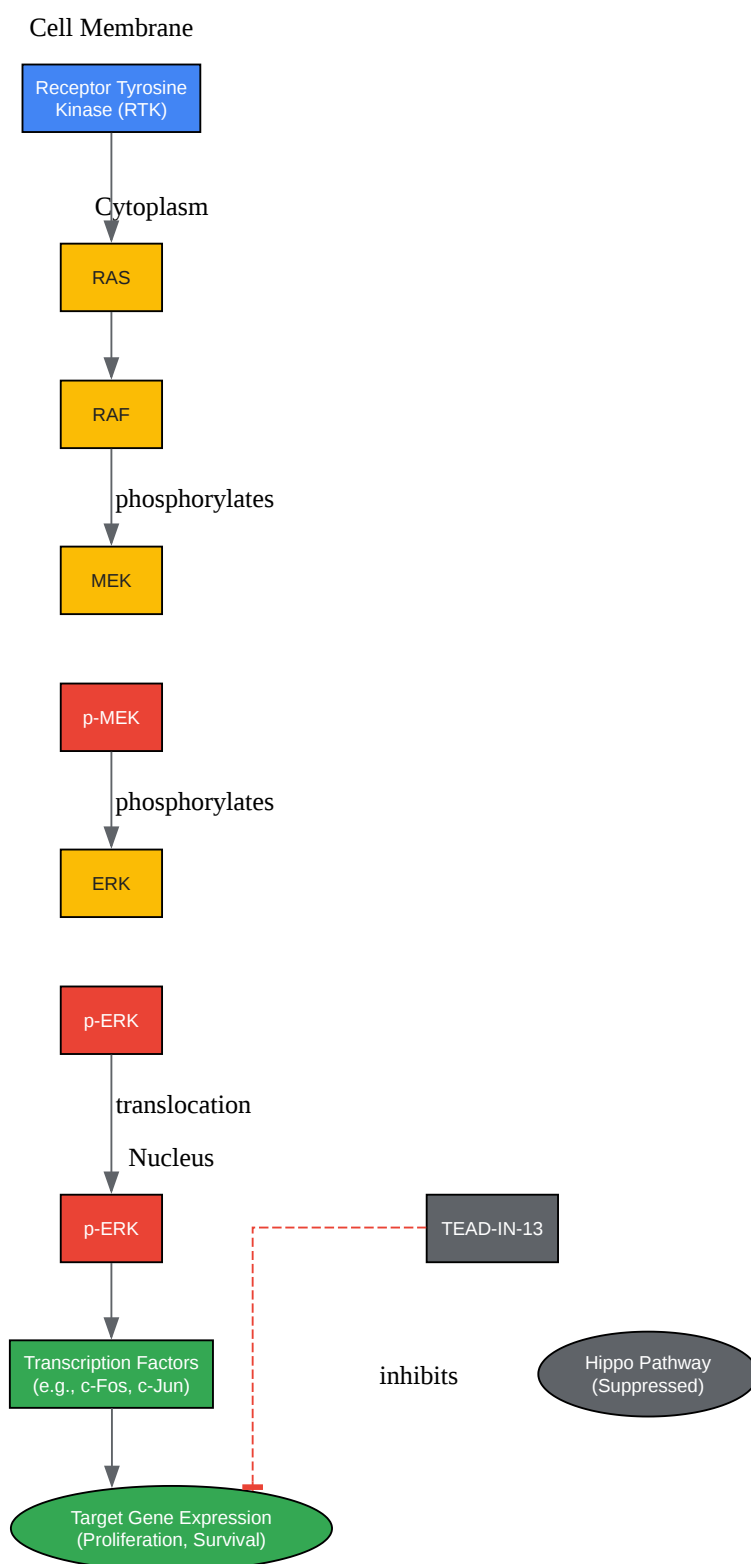 Cell Membrane
Receptor Tyrosine
Kinase (RTK)
Cytoplasm
RAS
RAF
phosphorylates
MEK
p-MEK
phosphorylates
ERK
p-ERK
translocation
Nucleus
p-ERK
TEAD-IN-13
Transcription Factors
(e.g., c-Fos, c-Jun)
inhibits
Hippo Pathway
(Suppressed)
Target Gene Expression
(Proliferation, Survival)